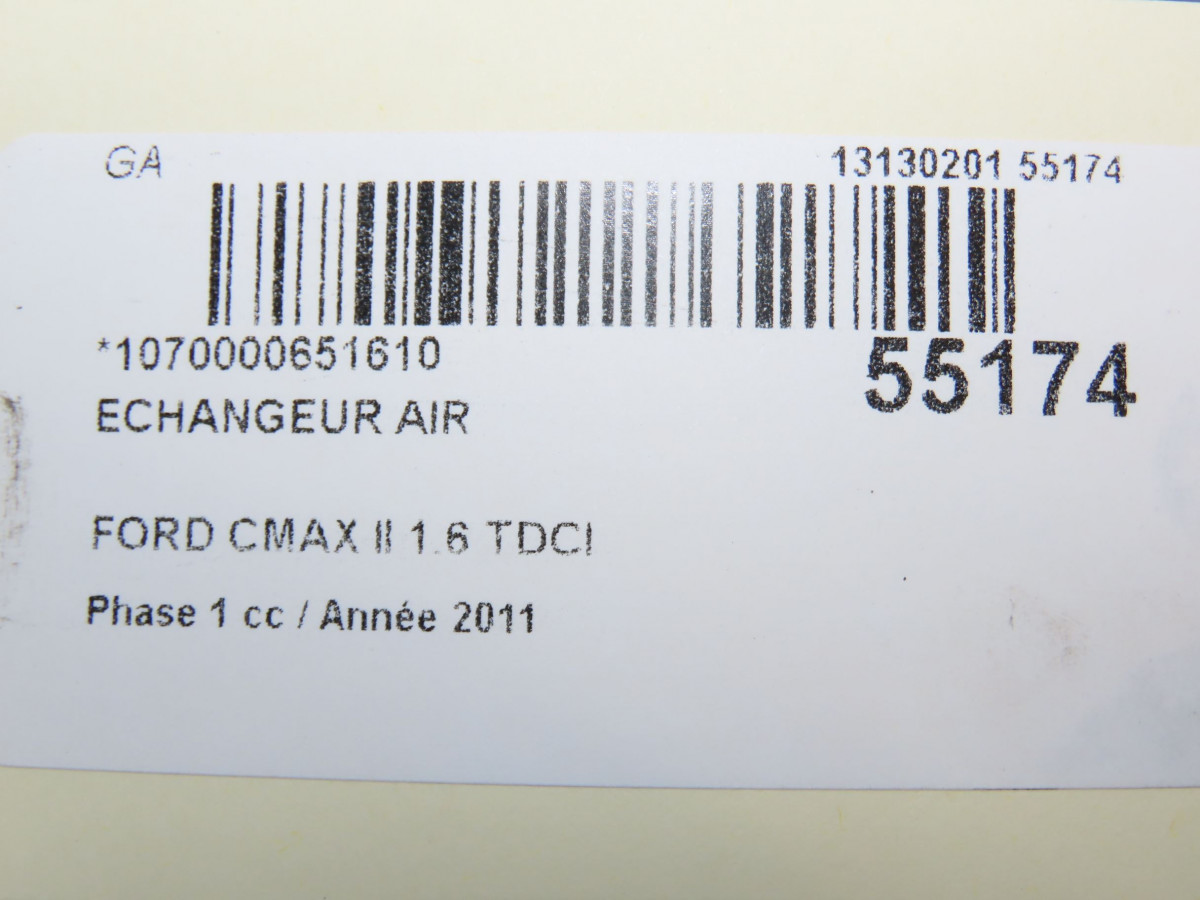 GA 13130201 55174
*1070000651610
55174
ECHANGEUR AIR
FORD CMAX II 1.6 TDCI
Phase 1 cc / Année 2011